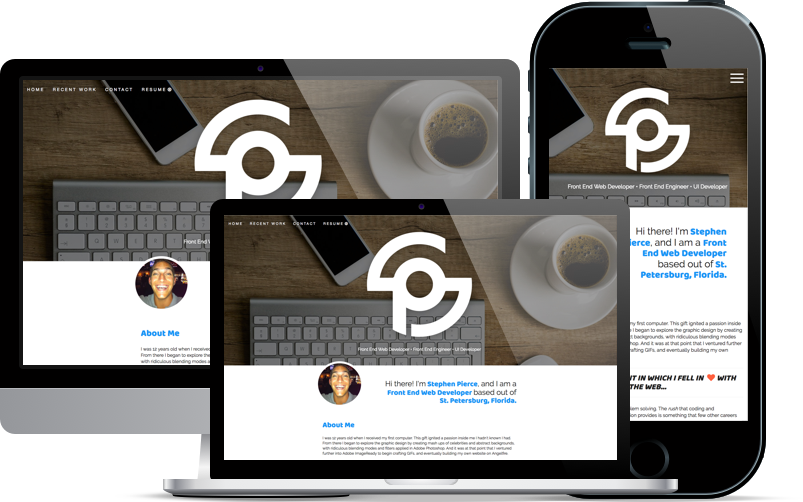 HOME RECENT WORK CONTACT RESUME
Front End W
About Me
I was 12 years old when I received
From there I began to explore the
with ridiculous blending modes
further into Adobe
HOME RECENT WORK CONTACT RESUME
Front End Web Developer • Front End Engineer • UI Developer
Hi there! I'm Stephen Pierce, and I am a
Front End Web Developer based out of
St. Petersburg, Florida.
About Me
I was 12 years old when I received my first computer. This gift ignited a passion inside me I hadn't known I had
From there I began to explore the graphic design by creating mash ups of celebrities and abstract backgrounds,
with ridiculous blending modes and filters applied in Adobe Photoshop. And it was at that point that I ventured
further into Adobe ImageReady to begin crafting GIFs, and eventually building my own website on Angelfire.
Front End Web Developer • Front End Engineer • UI Developer
Hi there! I'm Stephen
ierce, and I am a Front
End Web Developer
based out of St.
Petersburg, Florida.
my first computer. This gift ignited a passion inside
I began to explore the graphic design by creating
t backgrounds, with ridiculous blending modes
Photoshop. And it was at that point that I ventured
rafting GIFs, and eventually building my own
NT IN WHICH I FELL IN ❤ WITH
THE WEB...
blem solving. The rush that coding and
provides is something that few other careers